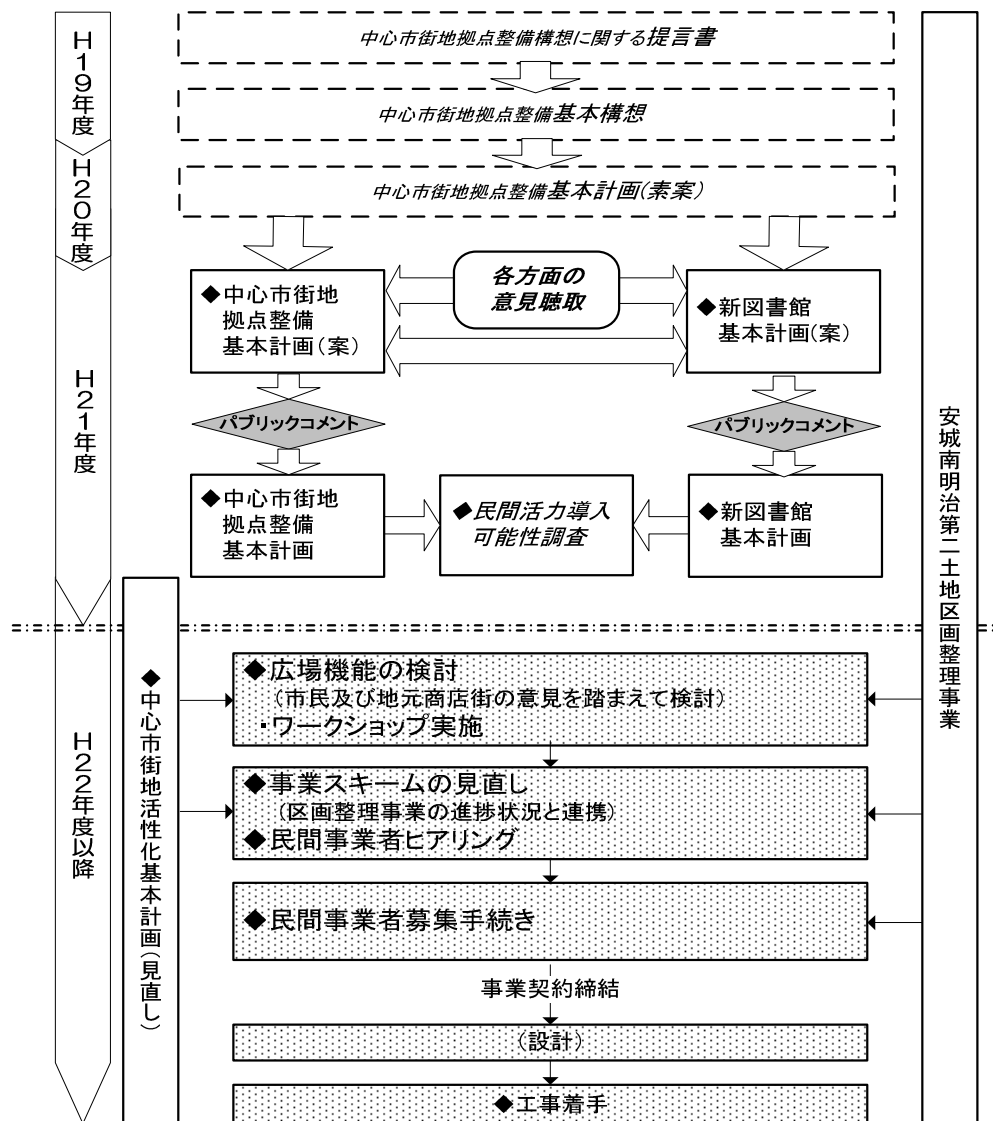 H19年度
H20年度
H21年度
H22年度以降
中心市街地拠点整備構想に関する提言書
中心市街地拠点整備基本構想
中心市街地拠点整備基本計画(素案)
各方面の
意見聴取
◆中心市街地
拠点整備
基本計画(案)
◆新図書館
基本計画(案)
パブリックコメント
パブリックコメント
◆中心市街地
拠点整備
基本計画
◆民間活力導入
可能性調査
◆新図書館
基本計画
安城南明治第二土地区画整理事業
◆中心市街地活性化基本計画(見直し)
◆広場機能の検討
(市民及び地元商店街の意見を踏まえて検討)
・ワークショップ実施
◆事業スキームの見直し
(区画整理事業の進捗状況と連携)
◆民間事業者ヒアリング
◆民間事業者募集手続き
事業契約締結
(設計)
◆工事着手